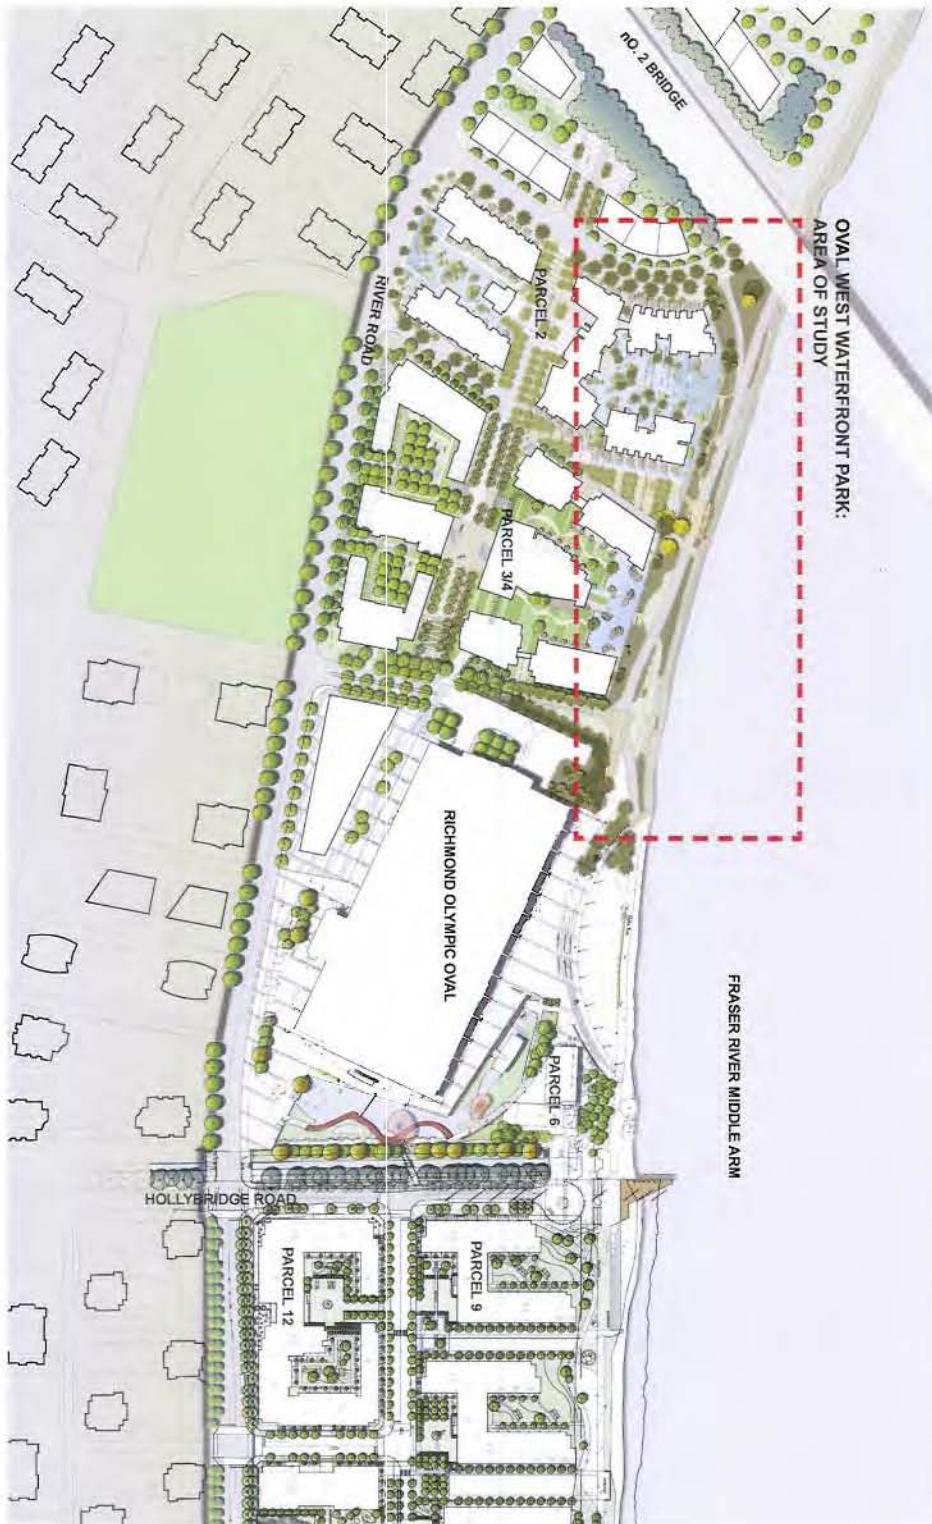 nO. 2 BRIDGE
OVAL WEST WATERFRONT PARK:
AREA OF STUDY
PARCEL 2
RIVER ROAD
PARCEL 3/4
RICHMOND OLYMPIC OVAL
FRASER RIVER MIDDLE ARM
PARCEL 6
HOLLYBRIDGE ROAD
PARCEL 9
PARCEL 12